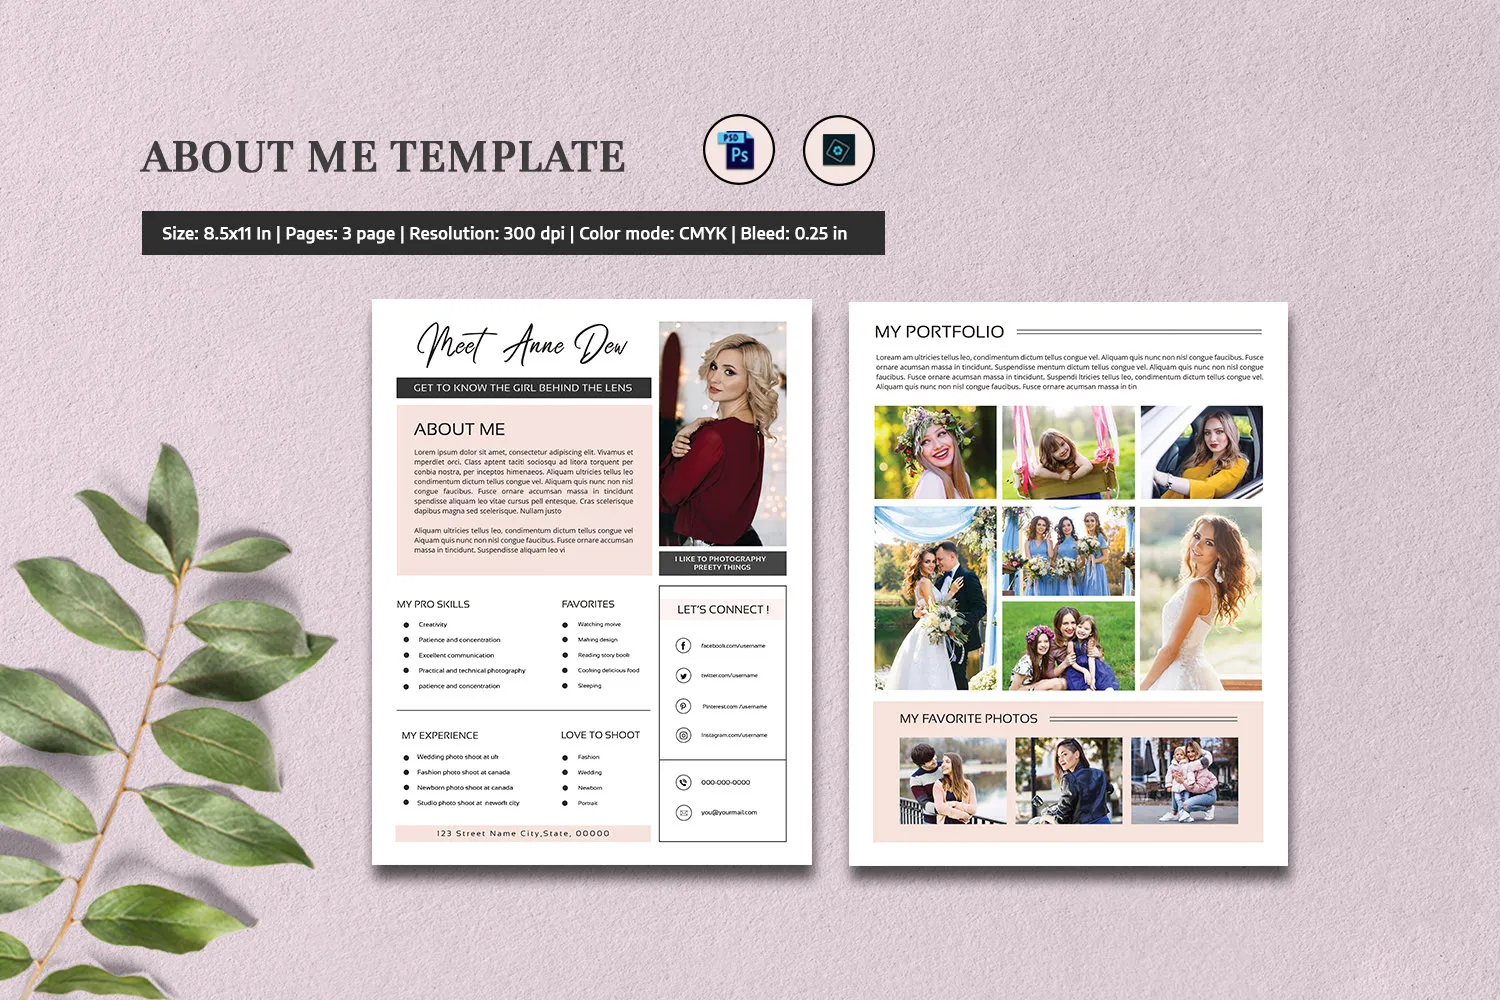 ABOUT ME TEMPLATE
PSD
Ps
Size: 8.5x11 In | Pages: 3 page | Resolution: 300 dpi | Color mode: CMYK | Bleed: 0.25 in
Meet Anne Dew
GET TO KNOW THE GIRL BEHIND THE LENS
ABOUT ME
Lorem ipsum dolor sit amet, consectetur adipiscing elit. Vivamus et
mperdiet orci. Class aptent taciti sociosqu ad litora torquent per
conbia nostra, per inceptos himenaeos. Aliquam ultricies tellus leo
condimentum dictum tellus congue vel. Aliquam quis nunc non nisl
congue faucibus. Fusce ornare accumsan massa in tincidunt
spendisse aliquam leo vitae cursus pell entesque. Cras scelerisque
dapibus magna sed scelerisque. Nullam justo
Aliquam ultricies tellus leo, condimentum dictum tellus congue vel
Aliquam quis nunc non nisl congue faucibus. Fusce ornare accumsan
massa in tincidunt. Suspendisse aliquam leo vi
I LIKE TO PHOTOGRAPHY
PREETY THINGS
MY PRO SKILLS
Creativity
Patience and concentration
Excellent communication
Practical and technical photography
patience and concentration
FAVORITES
Watching moive
Making design
Reading story book
Cooking delicious food
Sleeping
MY EXPERIENCE
Wedding photo shoot at ufr
Fashion photo shoot at canada
Newborn photo shoot at canada
Studio photo shoot at nework city
LOVE TO SHOOT
Fashion
Wedding
Newborn
Portrait
123 Street Name City,State, 00000
LET'S CONNECT !
facebook.com/username
twitter.com/username
Pinterest.com /username
Instagram.com/username
000-000-0000
you@yourmail.com
MY PORTFOLIO
Loream am ultricies tellus leo, condimentum dictum tellus congue vel. Aliquam quis nunc non nisl congue faucibus. Fusce
ornare acumsan massa in tincidunt. Suspendisse mentum dictum tellus congue vel. Aliquam quis nunc non nisl congue
faucibus. Fusce ornare acumsan massa in tincidunt. Suspendi ltricies tellus leo, condimentum dictum tellus congue vel.
Aliquam quis nunc non nisl congue faucibus. Fusce ornare acumsan massa in tin
MY FAVORITE PHOTOS